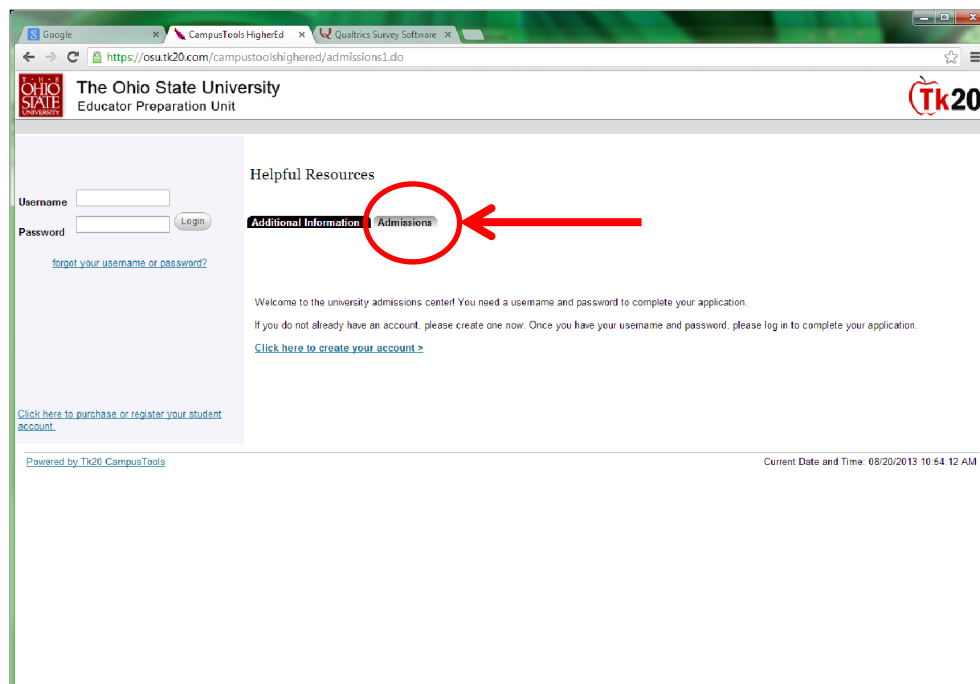 Google
CampusTools HigherEd
Qualtrics Survey Software
https://osu.tk20.com/campustoolshighered/admissions1.do
T · H · E
OHIO
STATE
UNIVERSITY
The Ohio State University
Educator Preparation Unit
Tk20
Helpful Resources
Username
Login
Password
Additional Information
Admissions
forgot your username or password?
Welcome to the university admissions center! You need a username and password to complete your application.
If you do not already have an account, please create one now. Once you have your username and password, please log in to complete your application.
Click here to create your account >
Click here to purchase or register your student
account.
Powered by Tk20 CampusTools
Current Date and Time: 08/20/2013 10:54:12 AM